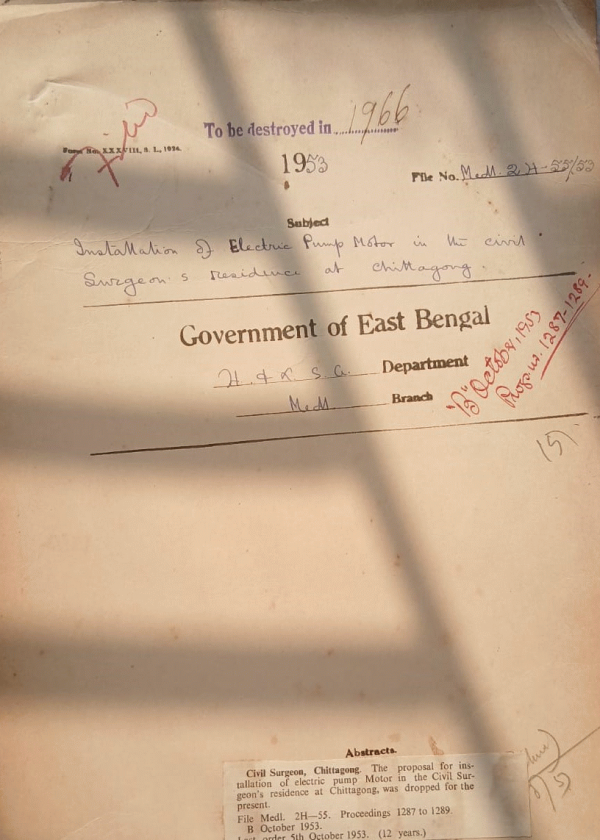 To be destroyed in 1966
Form No. XXXVIII, S. L., 1924.
1953
File No. Medl. 2H-55/53
Subject
Installation of Electric Pump Motor in the civil
Surgeon's residence at Chittagong.
Government of East Bengal
H. & L. S. G. Department
Medl Branch
"B" October, 1953
Progs. nr. 1287-1289.
Abstracts.
Civil Surgeon, Chittagong. The proposal for ins-
tallation of electric pump Motor in the Civil Sur-
geon's residence at Chittagong, was dropped for the
present.
File Medl. 2H—55. Proceedings 1287 to 1289.
B October 1953.
Last order 5th October 1953. (12 years.)